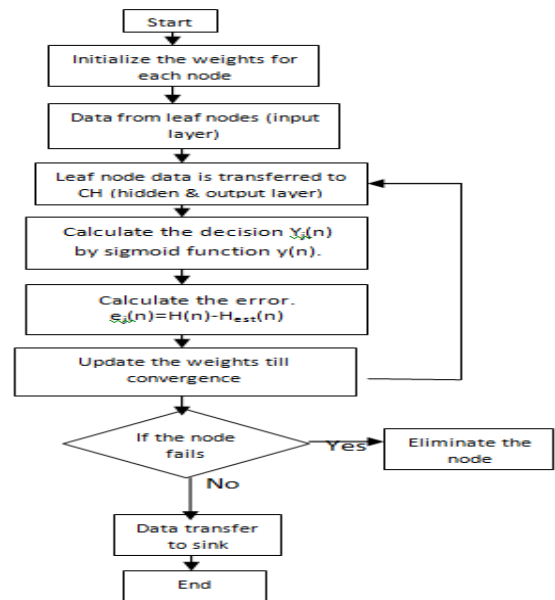 Start
Initialize the weights for
each node
Data from leaf nodes (input
layer)
Leaf node data is transferred to
CH (hidden & output layer)
Calculate the decision Yⱼ(n)
by sigmoid function y(n).
Calculate the error.
eⱼ(n)=H(n)-Hₑₛₜ(n)
Update the weights till
convergence
If the node
fails
Yes
Eliminate the
node
No
Data transfer
to sink
End